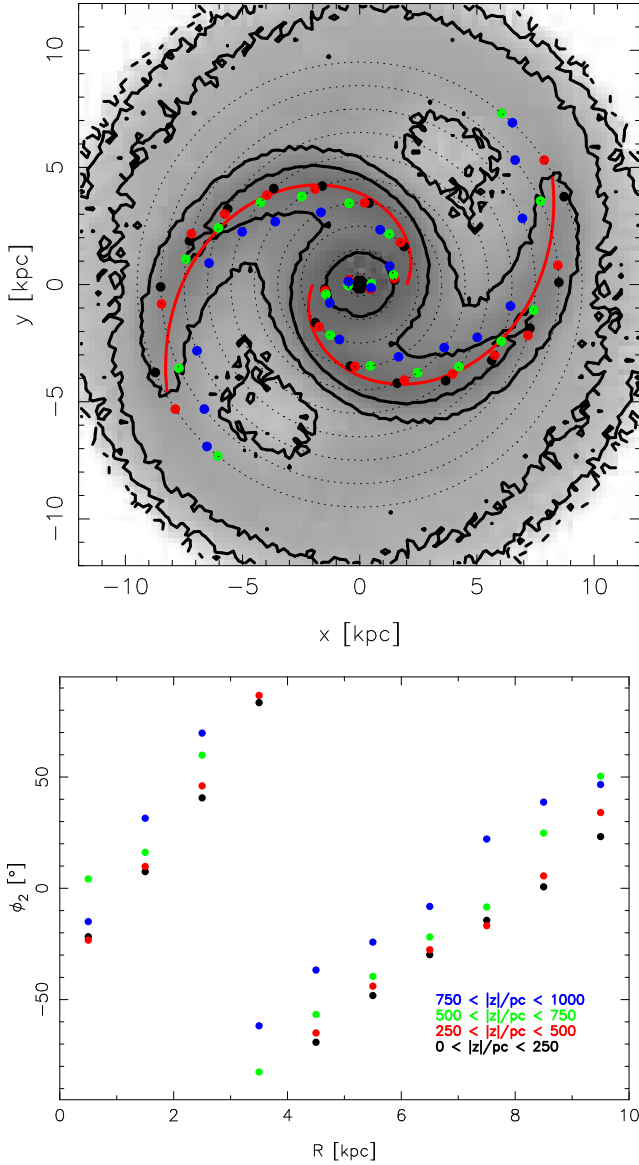 10
5
0
−5
−10
y [kpc]
−10 −5 0 5 10
x [kpc]
50
0
−50
ϕ₂ [°]
750 < |z|/pc < 1000
500 < |z|/pc < 750
250 < |z|/pc < 500
0 < |z|/pc < 250
0 2 4 6 8 10
R [kpc]